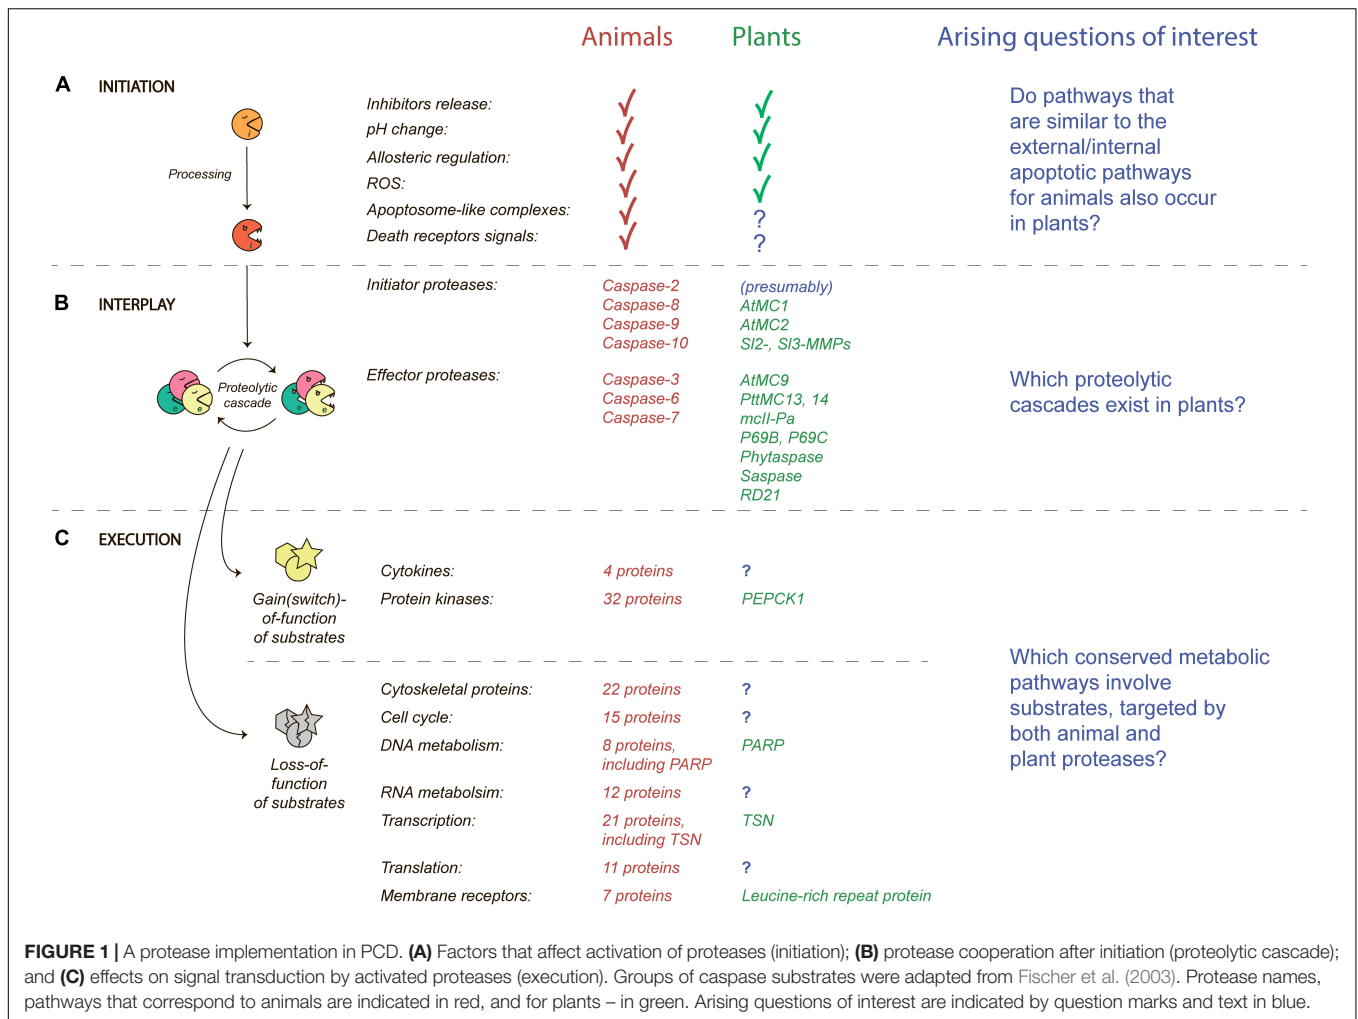 Animals Plants Arising questions of interest
A INITIATION
Processing
Inhibitors release: ✓ ✓
pH change: ✓ ✓
Allosteric regulation: ✓ ✓
ROS: ✓ ✓
Apoptosome-like complexes: ✓ ?
Death receptors signals: ✓ ?
Do pathways that
are similar to the
external/internal
apoptotic pathways
for animals also occur
in plants?
B INTERPLAY
Proteolytic
cascade
e e
Initiator proteases: Caspase-2 (presumably)
Caspase-8 AtMC1
Caspase-9 AtMC2
Caspase-10 Sl2-, Sl3-MMPs
Effector proteases: Caspase-3 AtMC9
Caspase-6 PttMC13, 14
Caspase-7 mcII-Pa
P69B, P69C
Phytaspase
Saspase
RD21
Which proteolytic
cascades exist in plants?
C EXECUTION
Gain(switch)-
of-function
of substrates
Cytokines: 4 proteins ?
Protein kinases: 32 proteins PEPCK1
Loss-of-
function
of substrates
Cytoskeletal proteins: 22 proteins ?
Cell cycle: 15 proteins ?
DNA metabolism: 8 proteins, PARP
including PARP
RNA metabolsim: 12 proteins ?
Transcription: 21 proteins, TSN
including TSN
Translation: 11 proteins ?
Membrane receptors: 7 proteins Leucine-rich repeat protein
Which conserved metabolic
pathways involve
substrates, targeted by
both animal and
plant proteases?
FIGURE 1 | A protease implementation in PCD. (A) Factors that affect activation of proteases (initiation); (B) protease cooperation after initiation (proteolytic cascade);
and (C) effects on signal transduction by activated proteases (execution). Groups of caspase substrates were adapted from Fischer et al. (2003). Protease names,
pathways that correspond to animals are indicated in red, and for plants – in green. Arising questions of interest are indicated by question marks and text in blue.